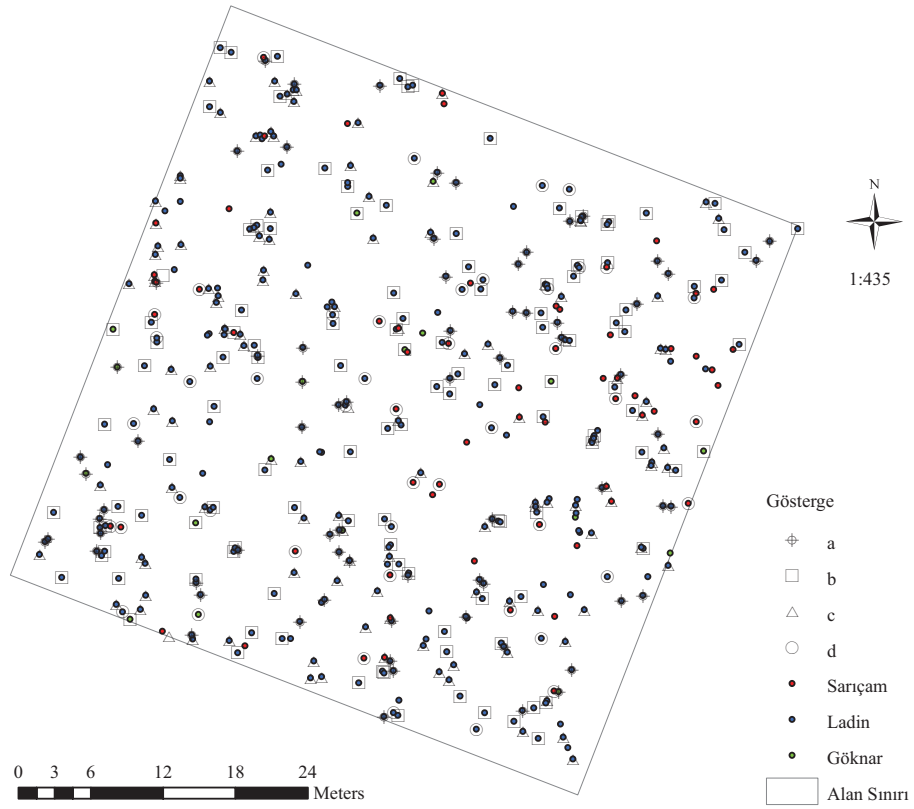 N
1:435
Gösterge
a
b
c
d
Sarıçam
Ladin
Göknar
Alan Sınırı
0 3 6 12 18 24
Meters